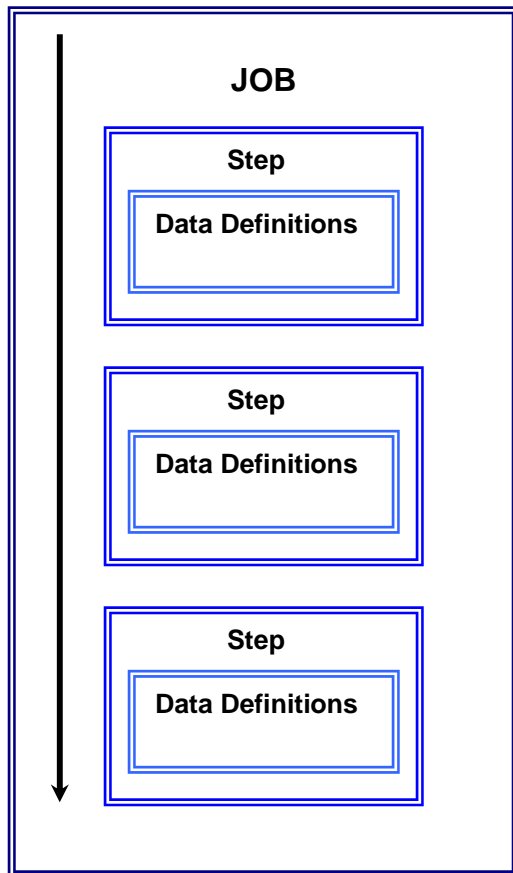 JOB
Step
Data Definitions
Step
Data Definitions
Step
Data Definitions